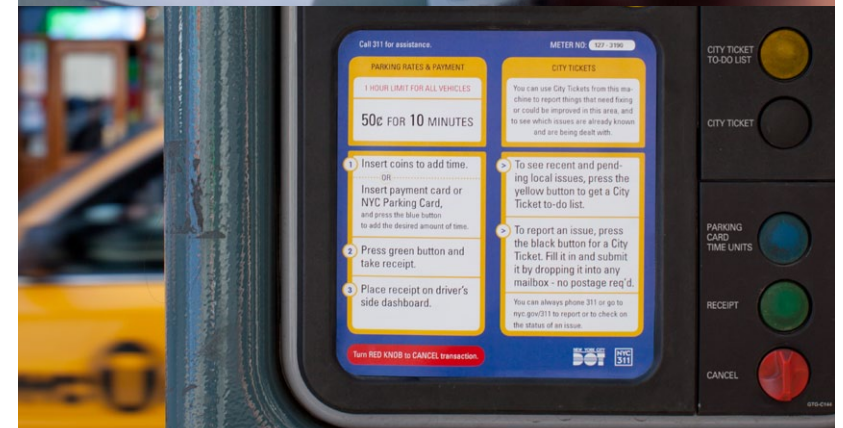 Call 311 for assistance.
METER NO: 127 - 3190
PARKING RATES & PAYMENT
1 HOUR LIMIT FOR ALL VEHICLES
50¢ FOR 10 MINUTES
1 Insert coins to add time.
OR
Insert payment card or
NYC Parking Card,
and press the blue button
to add the desired amount of time.
2 Press green button and
take receipt.
3 Place receipt on driver's
side dashboard.
Turn RED KNOB to CANCEL transaction.
CITY TICKETS
You can use City Tickets from this ma-
chine to report things that need fixing
or could be improved in this area, and
to see which issues are already known
and are being dealt with.
> To see recent and pend-
ing local issues, press the
yellow button to get a City
Ticket to-do list.
> To report an issue, press
the black button for a City
Ticket. Fill it in and submit
it by dropping it into any
mailbox - no postage req'd.
You can always phone 311 or go to
nyc.gov/311 to report or to check on
the status of an issue.
NEW YORK CITY
DOT
NYC
311
CITY TICKET
TO-DO LIST
CITY TICKET
PARKING
CARD
TIME UNITS
RECEIPT
CANCEL